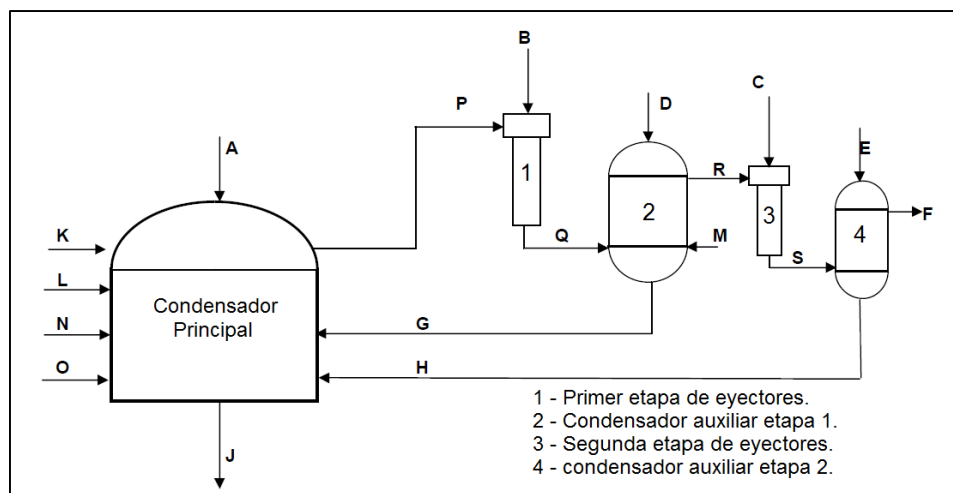 B
C
P
D
A
E
1
R
2
3
F
4
K
Q
M
S
L
Condensador
Principal
G
N
O
H
1 - Primer etapa de eyectores.
2 - Condensador auxiliar etapa 1.
3 - Segunda etapa de eyectores.
4 - condensador auxiliar etapa 2.
J